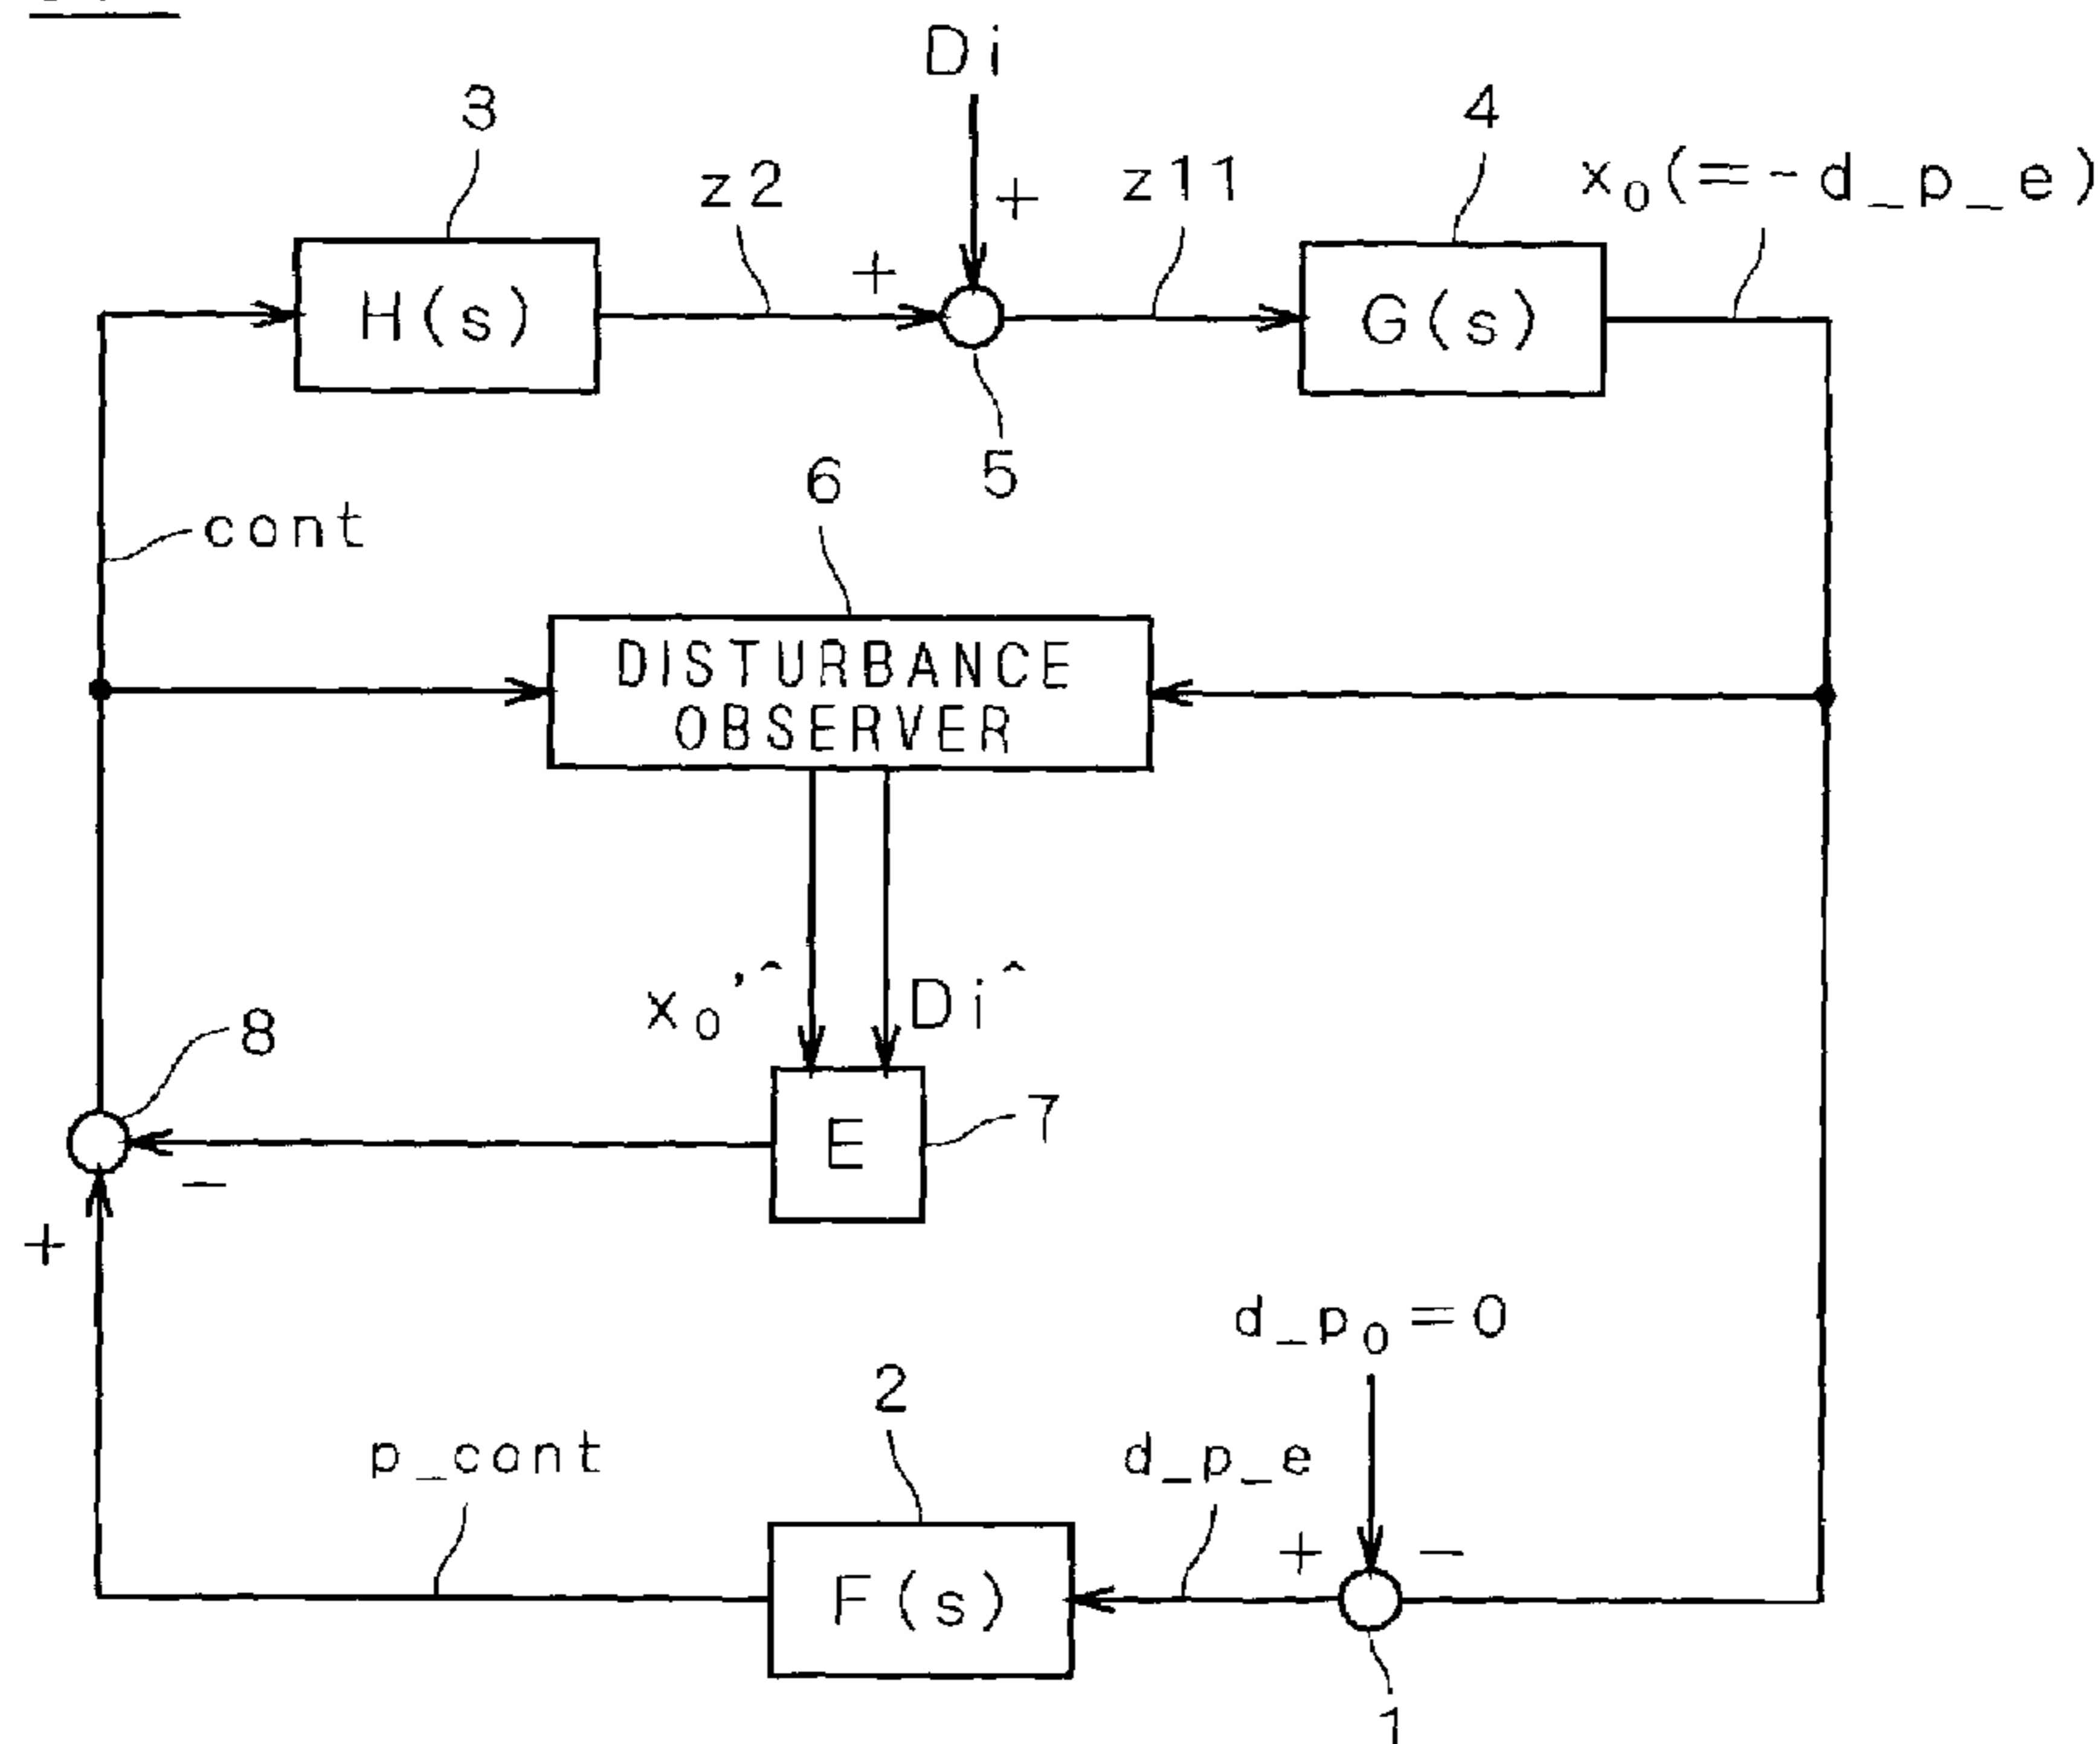 Di
3
4
z2
+
z11
x₀(=-d_p_e)
+
H(s)
G(s)
5
6
cont
DISTURBANCE
OBSERVER
x₀'^
Di^
8
7
E
-
+
d_p₀=0
2
p_cont
d_p_e
+
-
F(s)
1